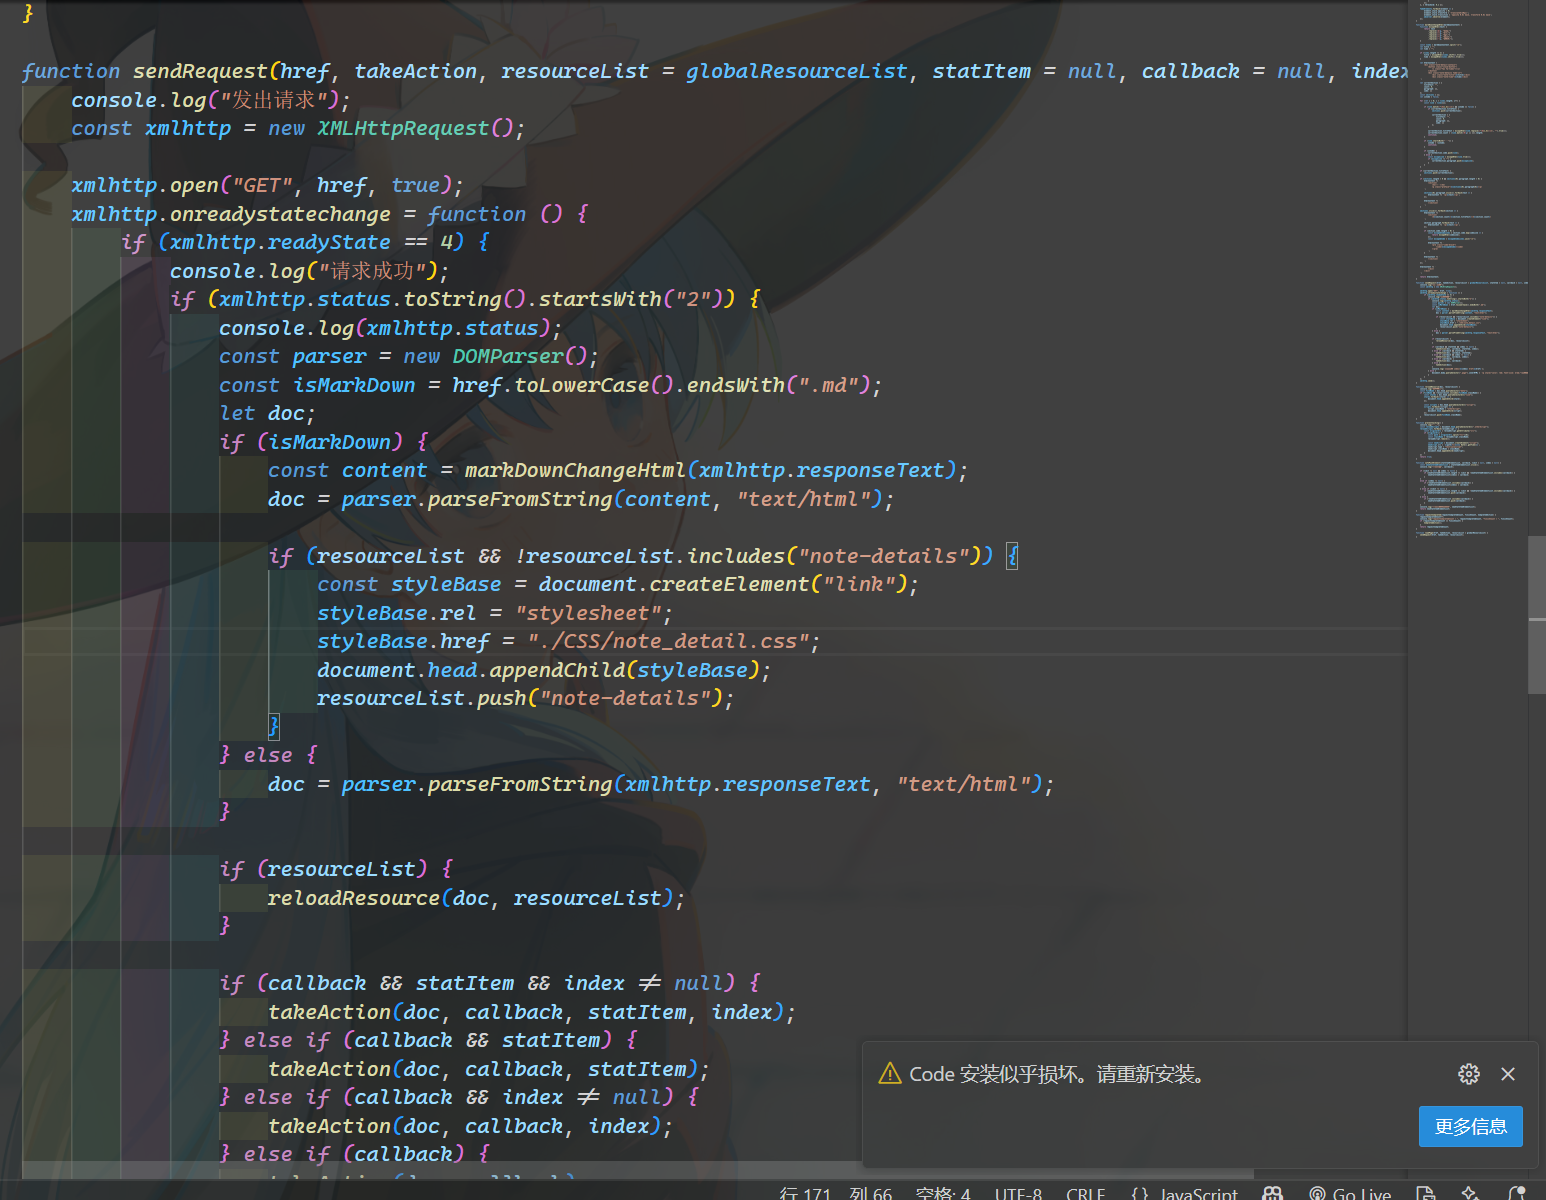 }
function sendRequest(href, takeAction, resourceList = globalResourceList, statItem = null, callback = null, index
console.log("发出请求");
const xmlhttp = new XMLHttpRequest();
xmlhttp.open("GET", href, true);
xmlhttp.onreadystatechange = function () {
if (xmlhttp.readyState == 4) {
console.log("请求成功");
if (xmlhttp.status.toString().startsWith("2")) {
console.log(xmlhttp.status);
const parser = new DOMParser();
const isMarkDown = href.toLowerCase().endsWith(".md");
let doc;
if (isMarkDown) {
const content = markDownChangeHtml(xmlhttp.responseText);
doc = parser.parseFromString(content, "text/html");
if (resourceList && !resourceList.includes("note-details")) {
const styleBase = document.createElement("link");
styleBase.rel = "stylesheet";
styleBase.href = "./CSS/note_detail.css";
document.head.appendChild(styleBase);
resourceList.push("note-details");
}
} else {
doc = parser.parseFromString(xmlhttp.responseText, "text/html");
}
if (resourceList) {
reloadResource(doc, resourceList);
}
if (callback && statItem && index != null) {
takeAction(doc, callback, statItem, index);
} else if (callback && statItem) {
takeAction(doc, callback, statItem);
} else if (callback && index != null) {
takeAction(doc, callback, index);
} else if (callback) {
Code 安装似乎损坏。请重新安装。
更多信息
行 171 列 66 空格: 4 UTF-8 CRLF {} JavaScript Go Live